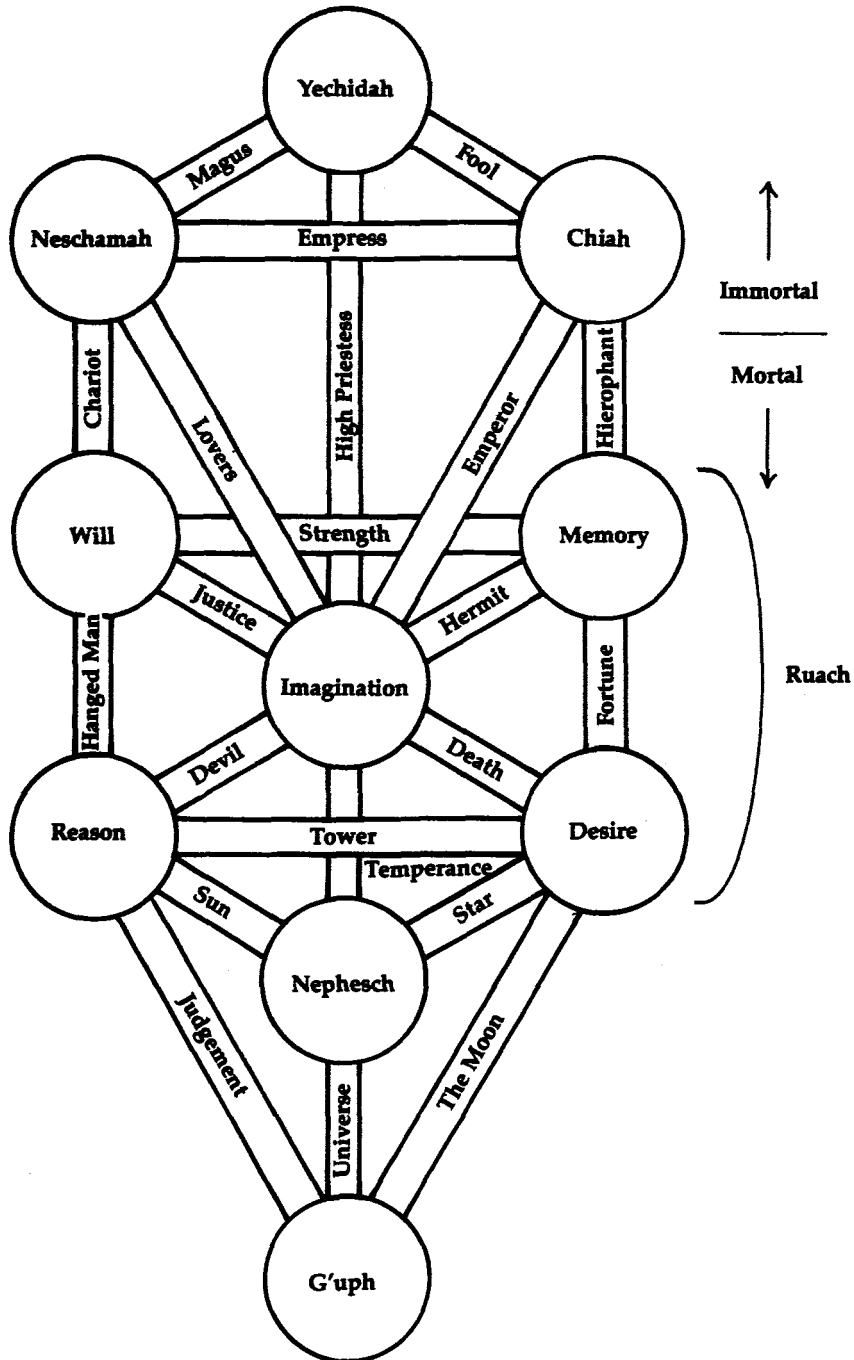 Yechidah
Magus
Fool
Neschamah
Empress
Chiah
Immortal
Mortal
High Priestess
Chariot
Hierophant
Lovers
Emperor
Will
Strength
Memory
Justice
Hermit
Hanged Man
Imagination
Fortune
Ruach
Devil
Death
Reason
Tower
Desire
Temperance
Sun
Star
Nephesch
Judgement
The Moon
Universe
G'uph